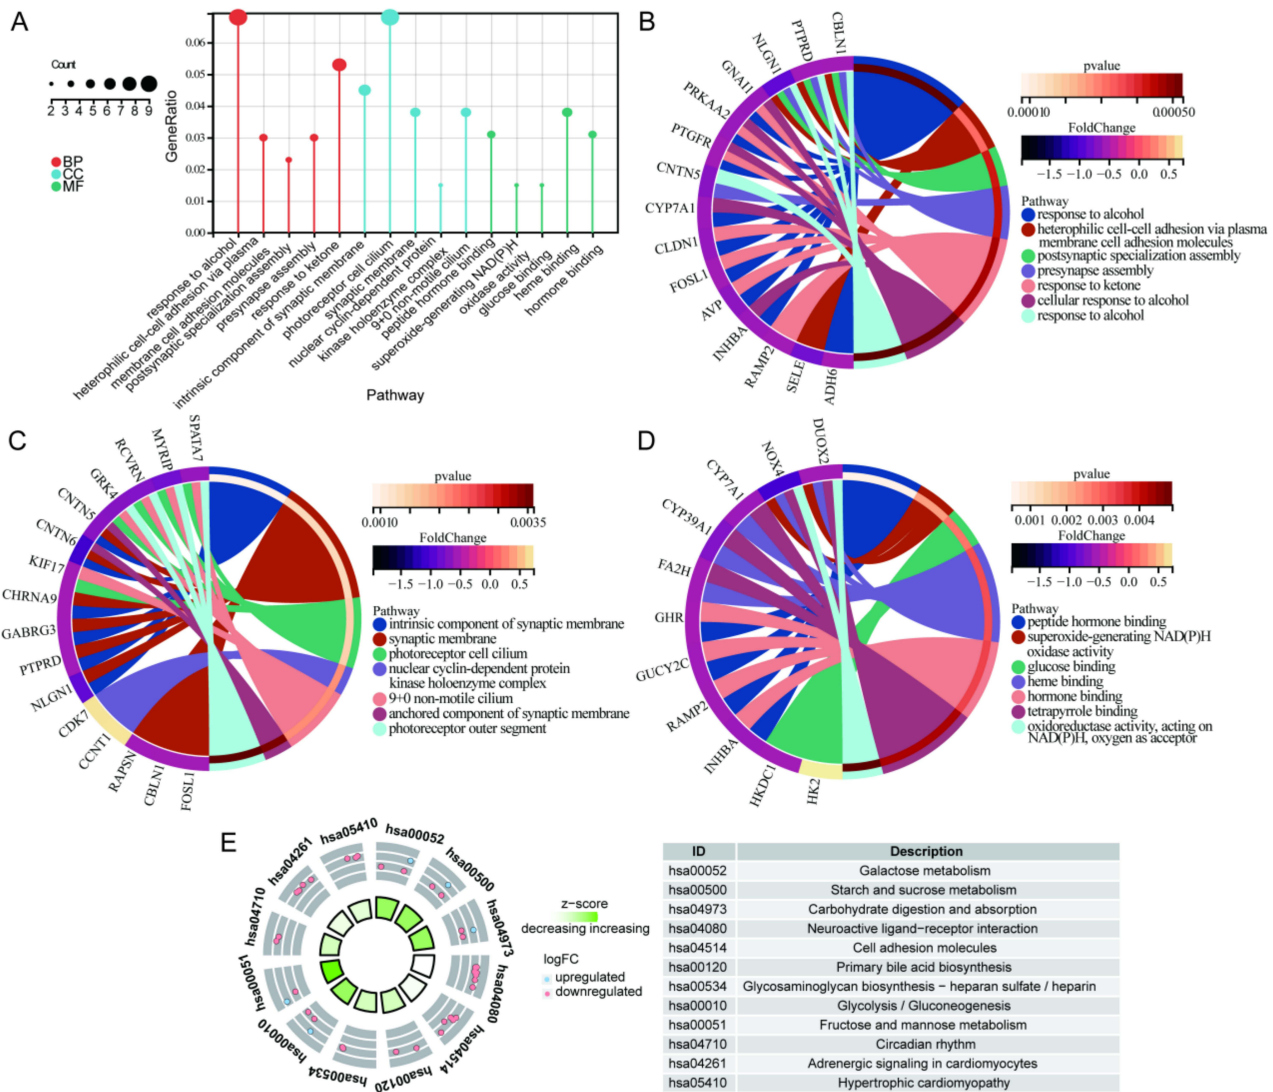 A
Count
2 3 4 5 6 7 8 9
BP
CC
MF
GeneRatio
0.06
0.05
0.04
0.03
0.02
0.01
0.00
response to alcohol
heterophilic cell-cell adhesion via plasma
membrane cell adhesion molecules
postsynaptic specialization assembly
presynapse assembly
response to ketone
intrinsic component of synaptic membrane
photoreceptor cell cilium
synaptic membrane
nuclear cyclin-dependent protein
kinase holoenzyme complex
9+0 non-motile cilium
peptide hormone binding
superoxide-generating NAD(P)H
oxidase activity
glucose binding
heme binding
hormone binding
Pathway
B
CBLN1
PTPRD
NLGN1
GNAI1
PRKAA2
PTGFR
CNTN5
CYP7A1
CLDN1
FOSL1
AVP
INHBA
RAMP2
SELE
ADH6
pvalue
0.00010 0.00050
FoldChange
−1.5 −1.0 −0.5 0.0 0.5
Pathway
response to alcohol
heterophilic cell-cell adhesion via plasma
membrane cell adhesion molecules
postsynaptic specialization assembly
presynapse assembly
response to ketone
cellular response to alcohol
response to alcohol
C
SPATA7
MYRIP
RCVRN
GRK4
CNTN5
CNTN6
KIF17
CHRNA9
GABRG3
PTPRD
NLGN1
CDK7
CCNT1
RAPSN
CBLN1
FOSL1
pvalue
0.0010 0.0035
FoldChange
−1.5 −1.0 −0.5 0.0 0.5
Pathway
intrinsic component of synaptic membrane
synaptic membrane
photoreceptor cell cilium
nuclear cyclin-dependent protein
kinase holoenzyme complex
9+0 non-motile cilium
anchored component of synaptic membrane
photoreceptor outer segment
D
DUOX2
NOX4
CYP7A1
CYP39A1
FA2H
GHR
GUCY2C
RAMP2
INHBA
HKDC1
HK2
pvalue
0.001 0.002 0.003 0.004
FoldChange
−1.5 −1.0 −0.5 0.0 0.5
Pathway
peptide hormone binding
superoxide-generating NAD(P)H
oxidase activity
glucose binding
heme binding
hormone binding
tetrapyrrole binding
oxidoreductase activity, acting on
NAD(P)H, oxygen as acceptor
E
hsa00052
hsa00500
hsa04973
hsa04080
hsa04514
hsa00120
hsa00534
hsa00010
hsa00051
hsa04710
hsa04261
hsa05410
z−score
decreasing increasing
logFC
upregulated
downregulated
ID Description
hsa00052 Galactose metabolism
hsa00500 Starch and sucrose metabolism
hsa04973 Carbohydrate digestion and absorption
hsa04080 Neuroactive ligand−receptor interaction
hsa04514 Cell adhesion molecules
hsa00120 Primary bile acid biosynthesis
hsa00534 Glycosaminoglycan biosynthesis − heparan sulfate / heparin
hsa00010 Glycolysis / Gluconeogenesis
hsa00051 Fructose and mannose metabolism
hsa04710 Circadian rhythm
hsa04261 Adrenergic signaling in cardiomyocytes
hsa05410 Hypertrophic cardiomyopathy